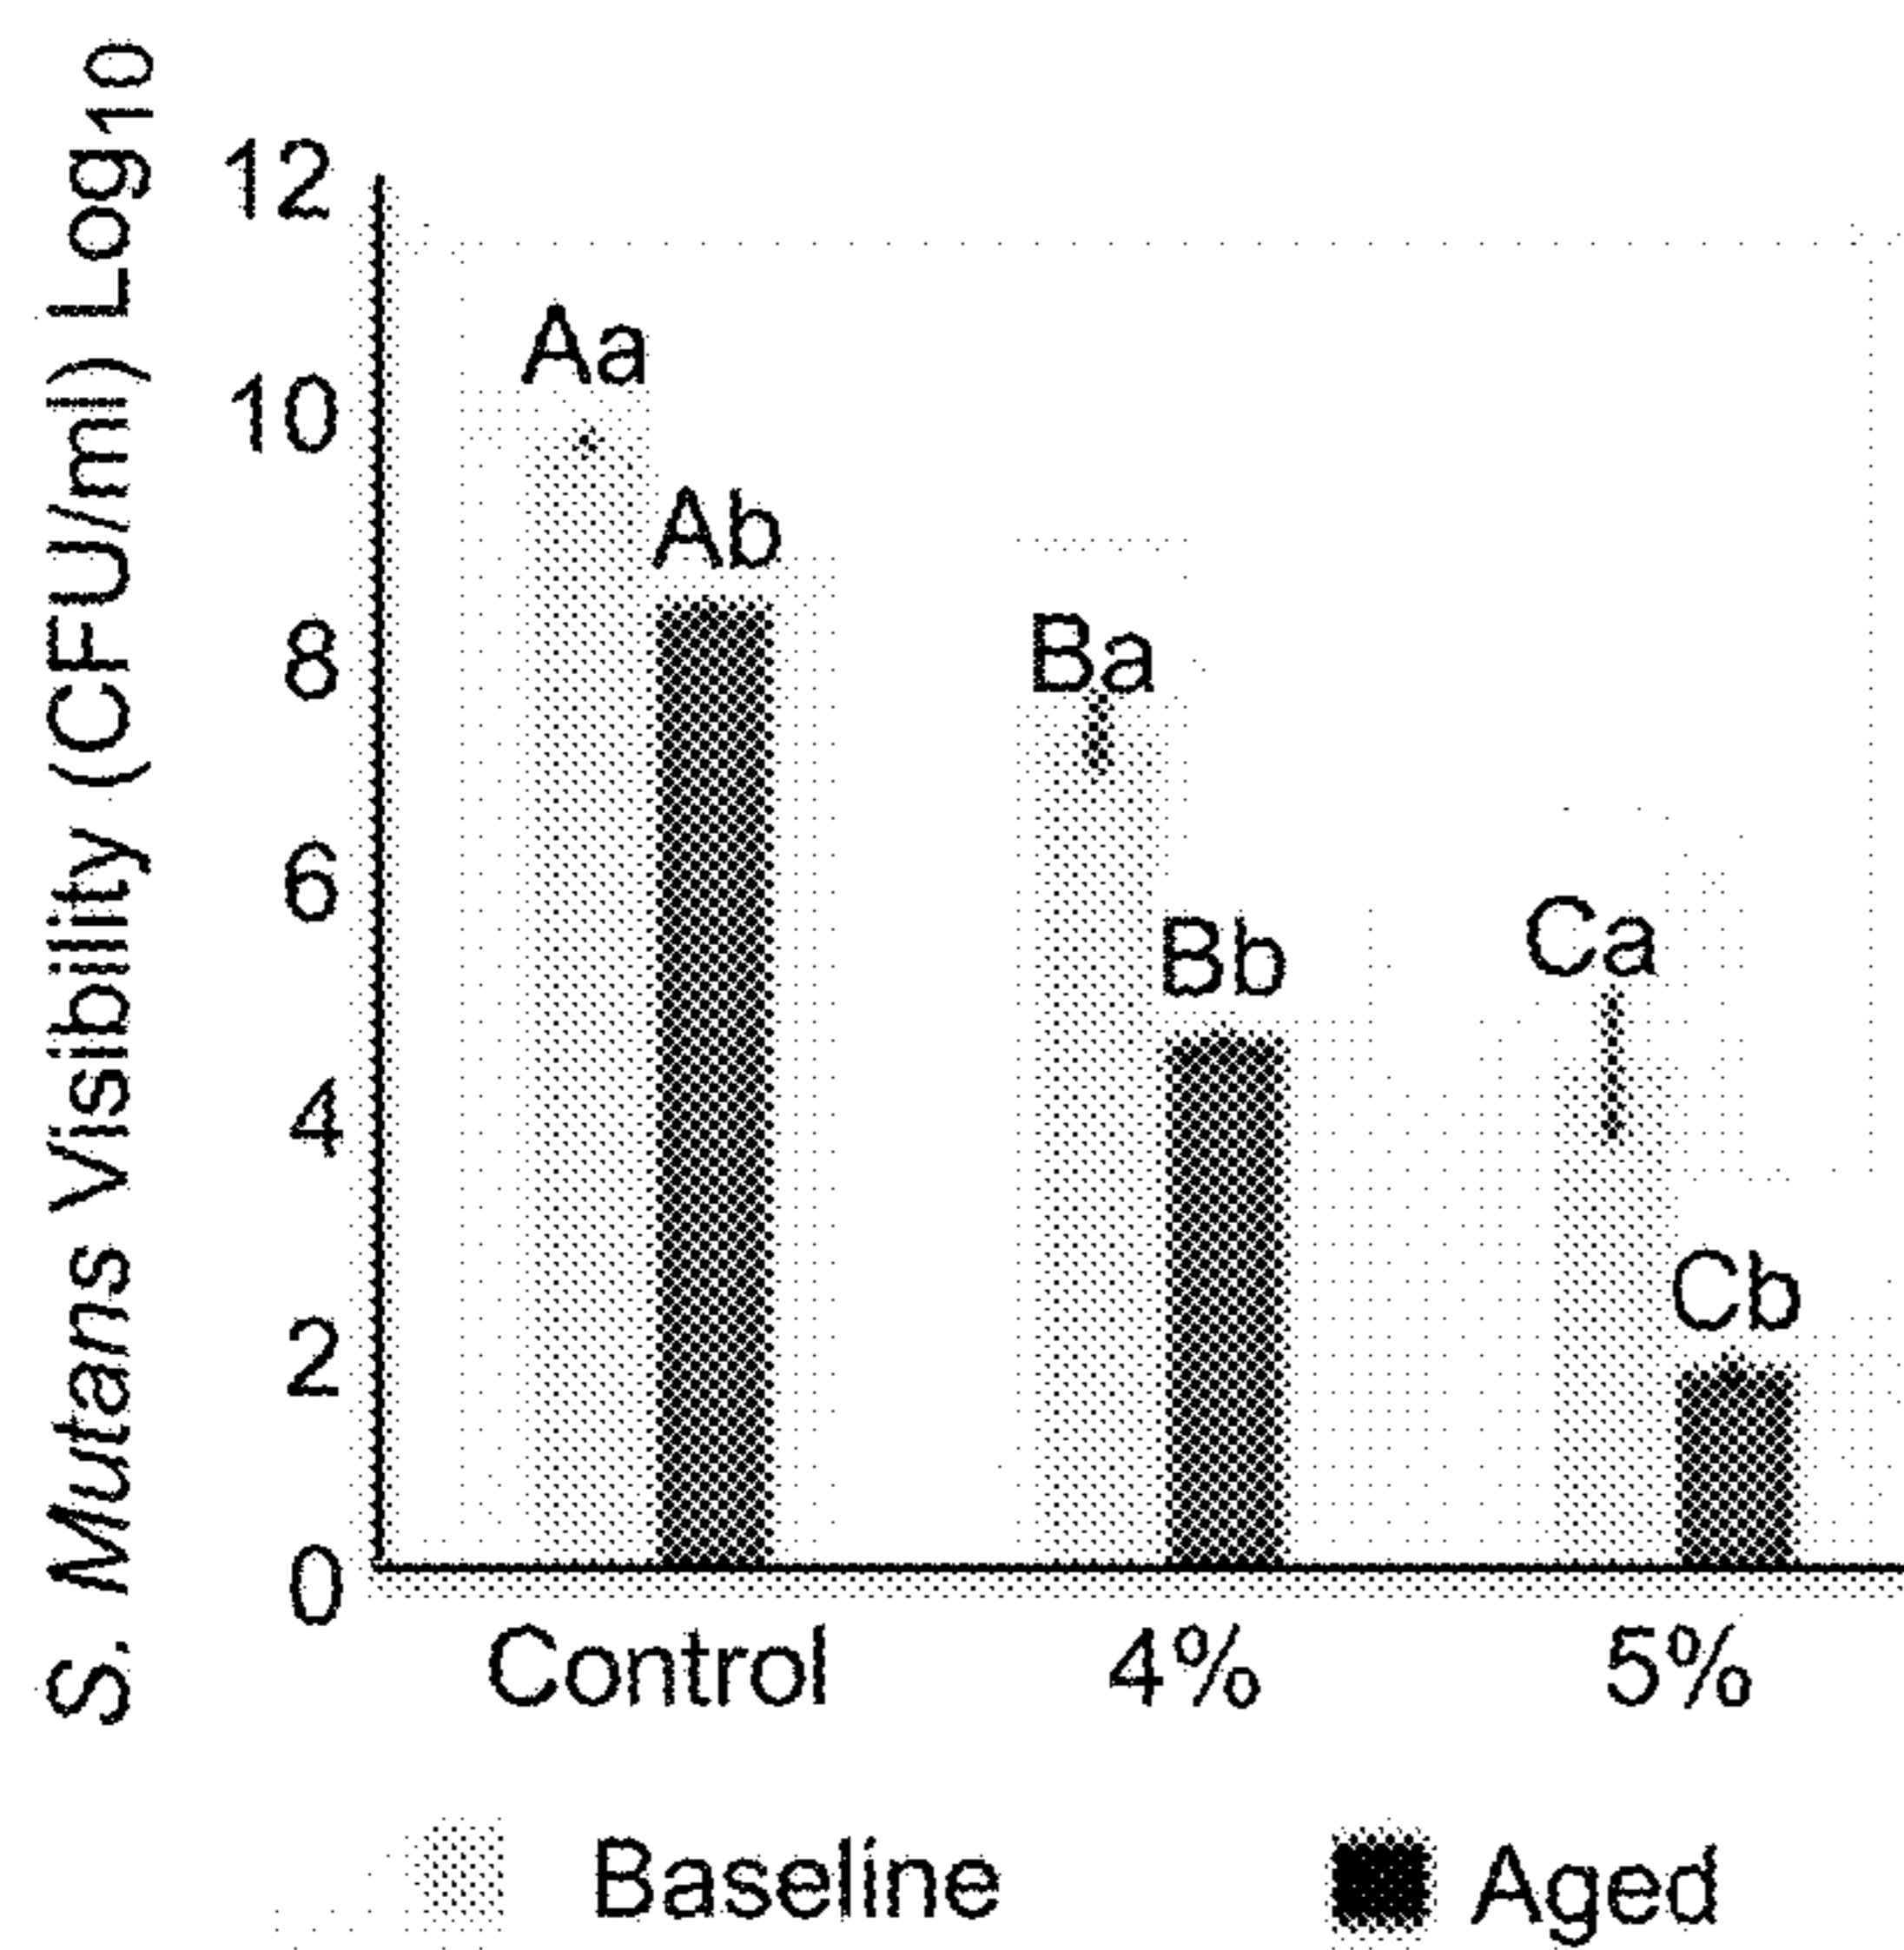 S. Mutans Visibility (CFU/ml) Log10
12
10
8
6
4
2
0
Aa
Ab
Ba
Bb
Ca
Cb
Control 4% 5%
Baseline Aged